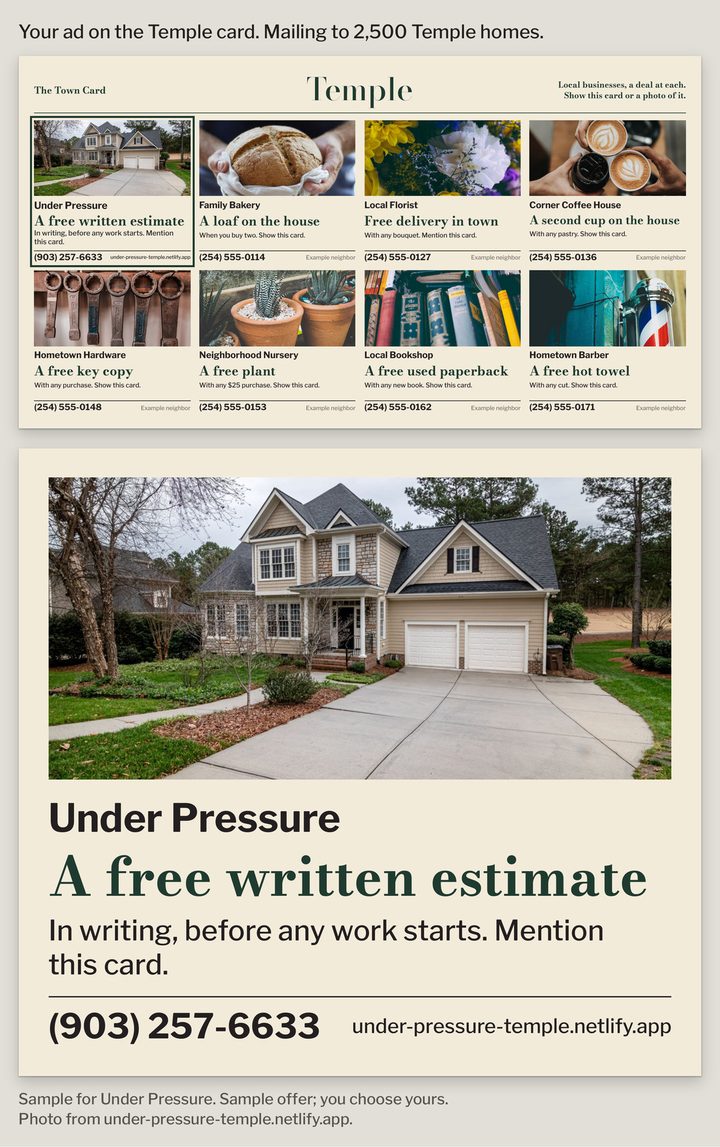 Your ad on the Temple card. Mailing to 2,500 Temple homes.
The Town Card
Temple
Local businesses, a deal at each.
Show this card or a photo of it.
Under Pressure
A free written estimate
In writing, before any work starts. Mention
this card.
(903) 257-6633 under-pressure-temple.netlify.app
Family Bakery
A loaf on the house
When you buy two. Show this card.
(254) 555-0114 Example neighbor
Local Florist
Free delivery in town
With any bouquet. Mention this card.
(254) 555-0127 Example neighbor
Corner Coffee House
A second cup on the house
With any pastry. Show this card.
(254) 555-0136 Example neighbor
Hometown Hardware
A free key copy
With any purchase. Show this card.
(254) 555-0148 Example neighbor
Neighborhood Nursery
A free plant
With any $25 purchase. Show this card.
(254) 555-0153 Example neighbor
Local Bookshop
A free used paperback
With any new book. Show this card.
(254) 555-0162 Example neighbor
Hometown Barber
A free hot towel
With any cut. Show this card.
(254) 555-0171 Example neighbor
Under Pressure
A free written estimate
In writing, before any work starts. Mention
this card.
(903) 257-6633 under-pressure-temple.netlify.app
Sample for Under Pressure. Sample offer; you choose yours.
Photo from under-pressure-temple.netlify.app.